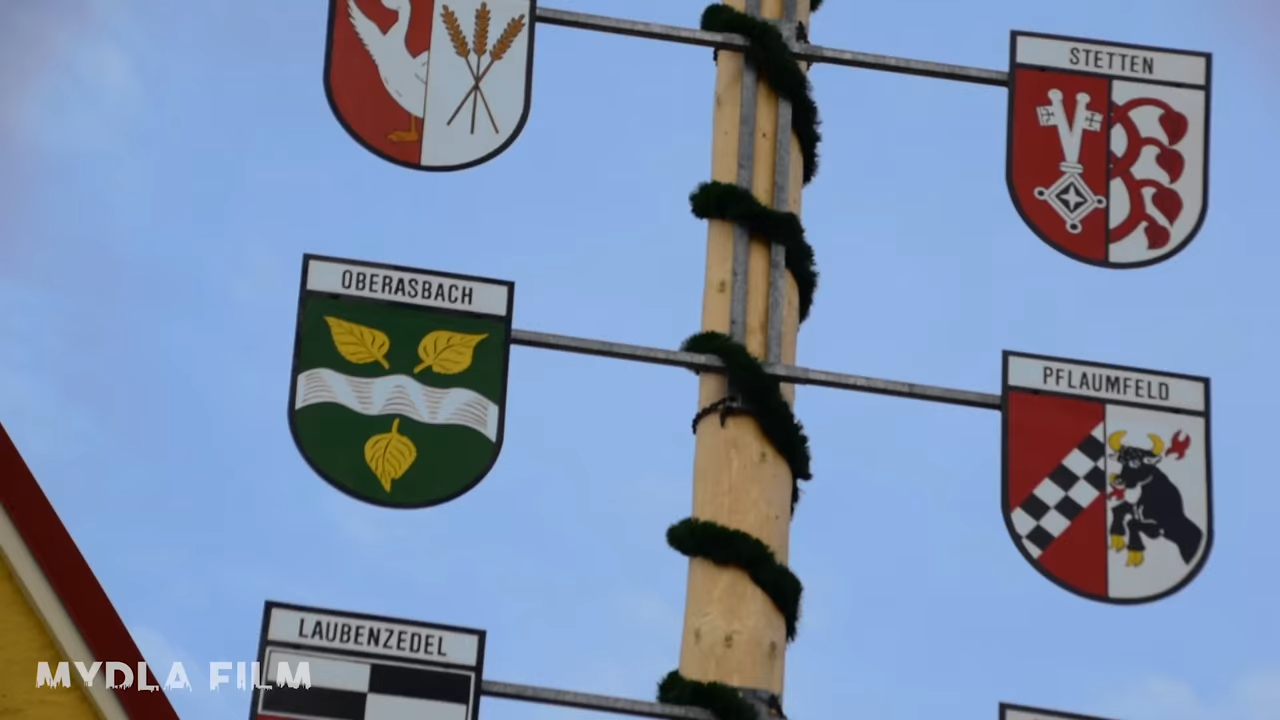 STETTEN
OBERASBACH
PFLAUMFELD
LAUBENZEDEL
MYDLA FILM